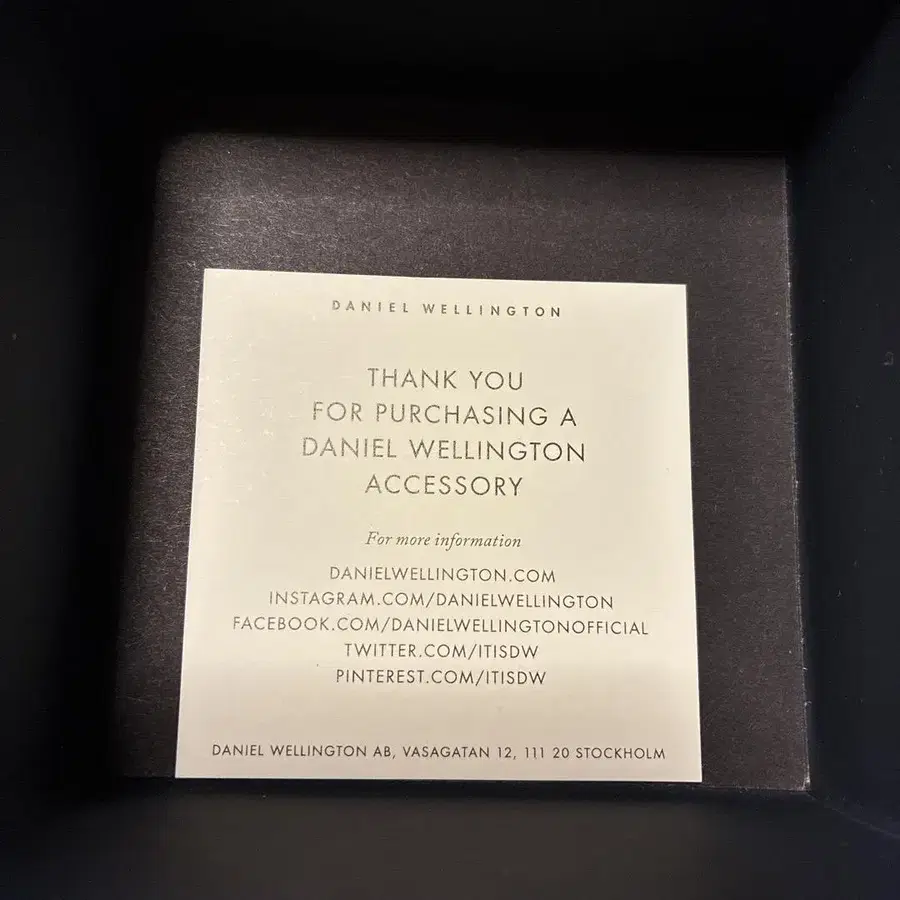 DANIEL WELLINGTON
THANK YOU
FOR PURCHASING A
DANIEL WELLINGTON
ACCESSORY
For more information
DANIELWELLINGTON.COM
INSTAGRAM.COM/DANIELWELLINGTON
FACEBOOK.COM/DANIELWELLINGTONOFFICIAL
TWITTER.COM/ITISDW
PINTEREST.COM/ITISDW
DANIEL WELLINGTON AB, VASAGATAN 12, 111 20 STOCKHOLM